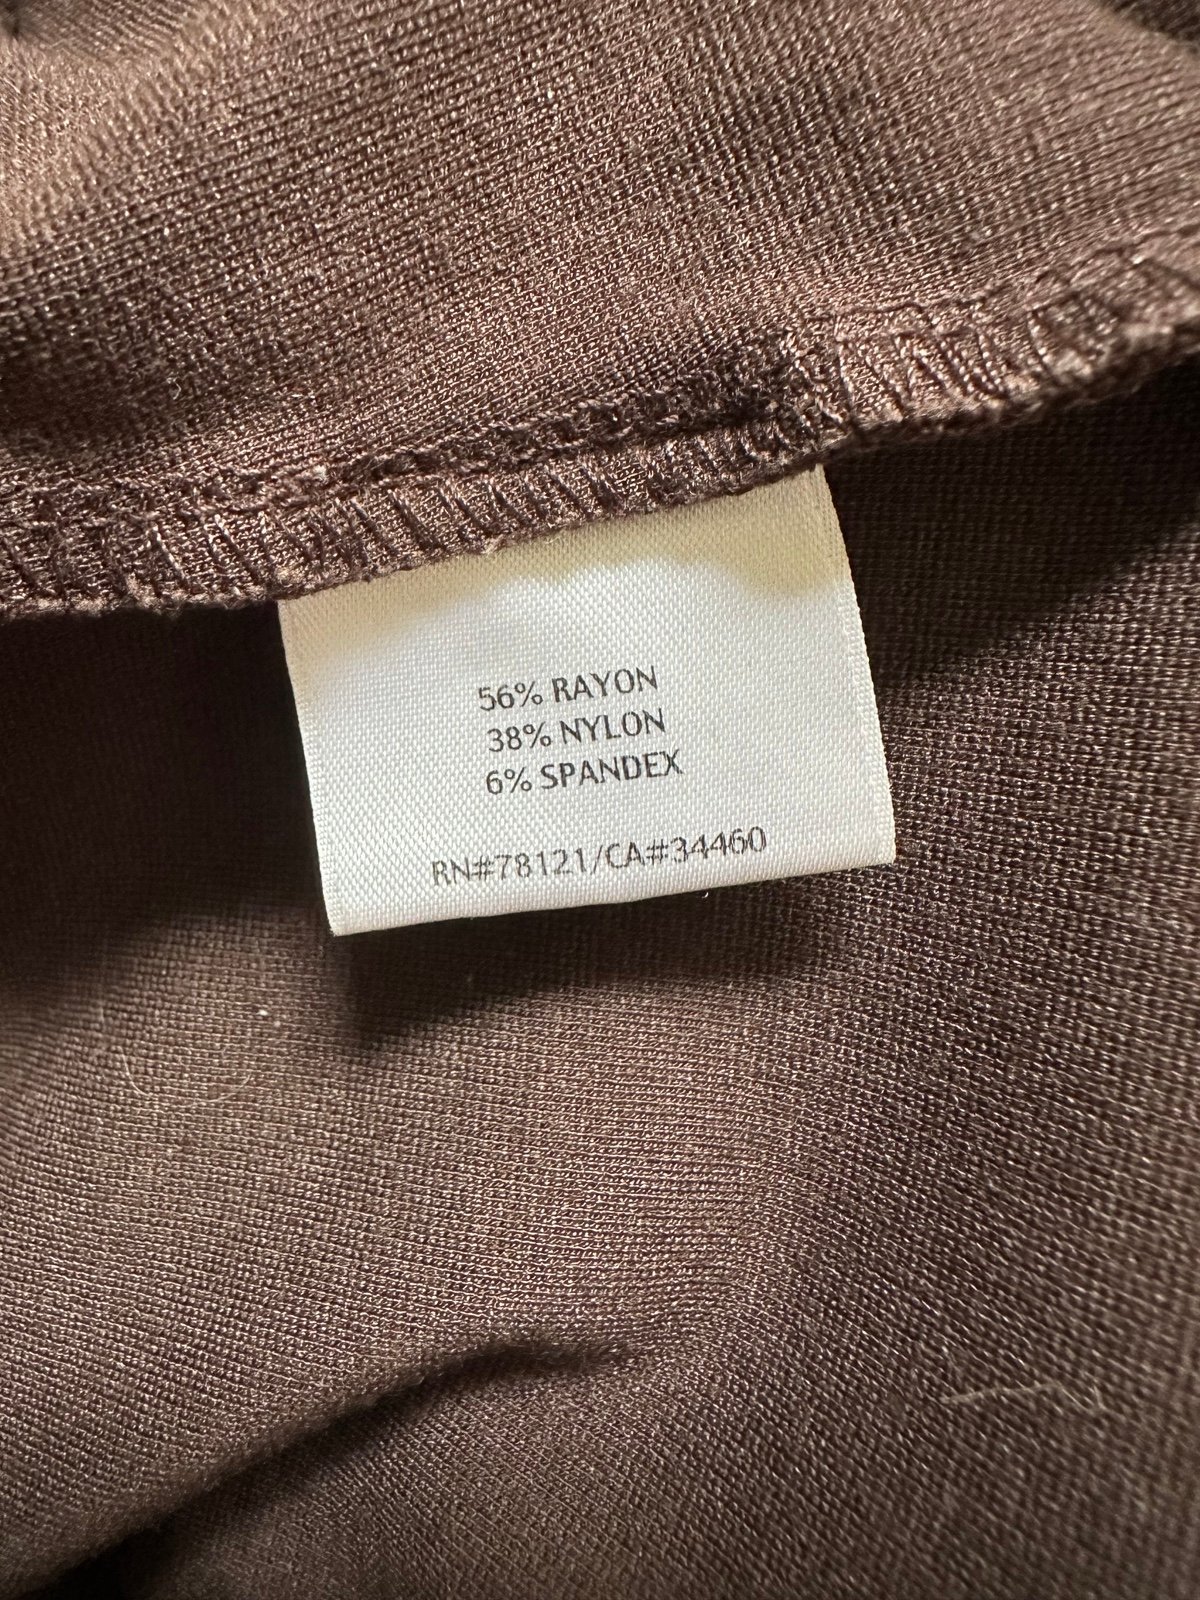 56% RAYON
38% NYLON
6% SPANDEX
RN#78121/CA#34460